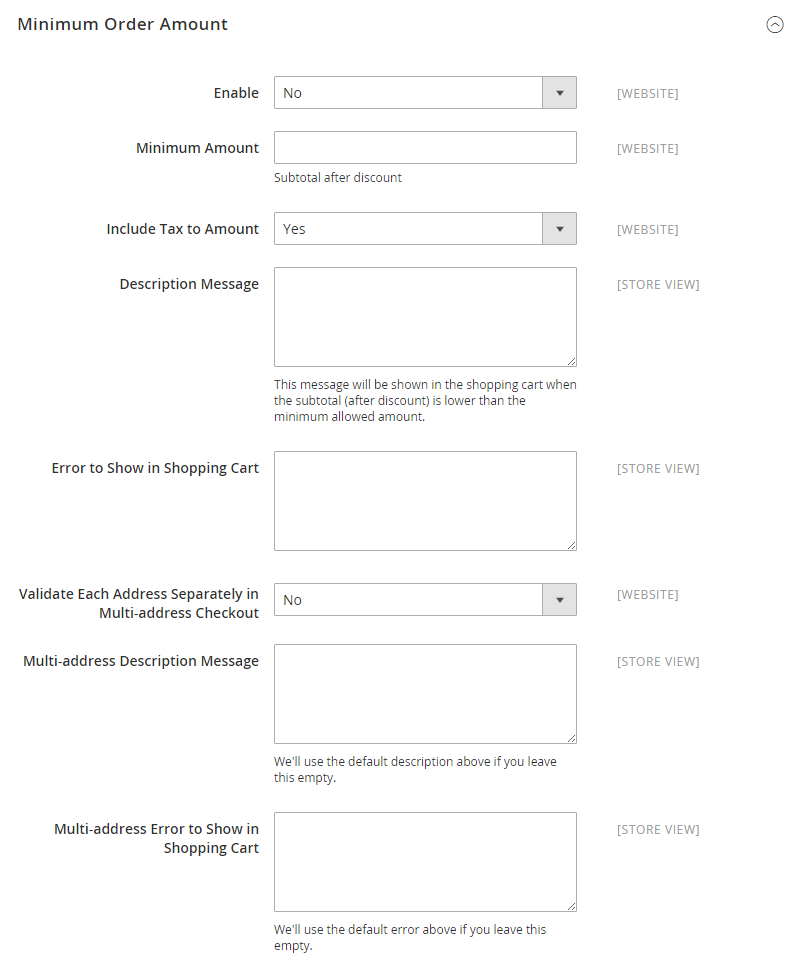 Minimum Order Amount
Enable
No
[WEBSITE]
Minimum Amount
[WEBSITE]
Subtotal after discount
Include Tax to Amount
Yes
[WEBSITE]
Description Message
[STORE VIEW]
This message will be shown in the shopping cart when
the subtotal (after discount) is lower than the
minimum allowed amount.
Error to Show in Shopping Cart
[STORE VIEW]
Validate Each Address Separately in
Multi-address Checkout
No
[WEBSITE]
Multi-address Description Message
[STORE VIEW]
We'll use the default description above if you leave
this empty.
Multi-address Error to Show in
Shopping Cart
[STORE VIEW]
We'll use the default error above if you leave this
empty.